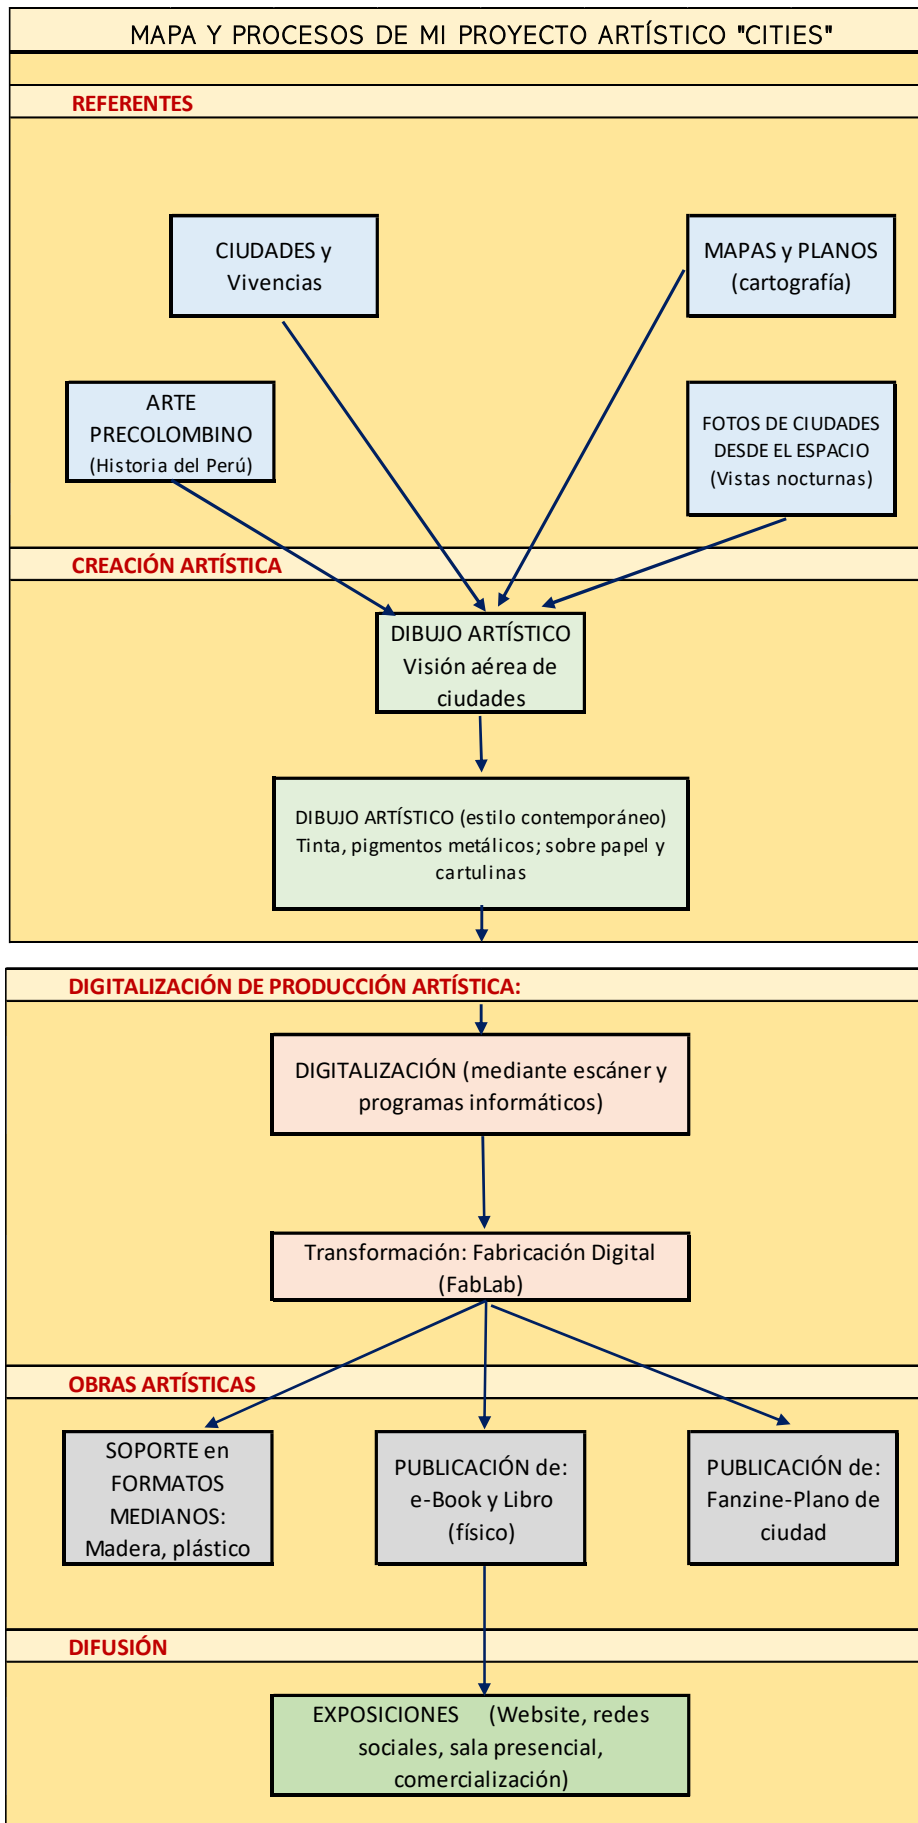 MAPA Y PROCESOS DE MI PROYECTO ARTÍSTICO "CITIES"
REFERENTES
CIUDADES y
Vivencias
MAPAS y PLANOS
(cartografía)
ARTE
PRECOLOMBINO
(Historia del Perú)
FOTOS DE CIUDADES
DESDE EL ESPACIO
(Vistas nocturnas)
CREACIÓN ARTÍSTICA
DIBUJO ARTÍSTICO
Visión aérea de
ciudades
DIBUJO ARTÍSTICO (estilo contemporáneo)
Tinta, pigmentos metálicos; sobre papel y
cartulinas
DIGITALIZACIÓN DE PRODUCCIÓN ARTÍSTICA:
DIGITALIZACIÓN (mediante escáner y
programas informáticos)
Transformación: Fabricación Digital
(FabLab)
OBRAS ARTÍSTICAS
SOPORTE en
FORMATOS
MEDIANOS:
Madera, plástico
PUBLICACIÓN de:
e-Book y Libro
(físico)
PUBLICACIÓN de:
Fanzine-Plano de
ciudad
DIFUSIÓN
EXPOSICIONES (Website, redes
sociales, sala presencial,
comercialización)